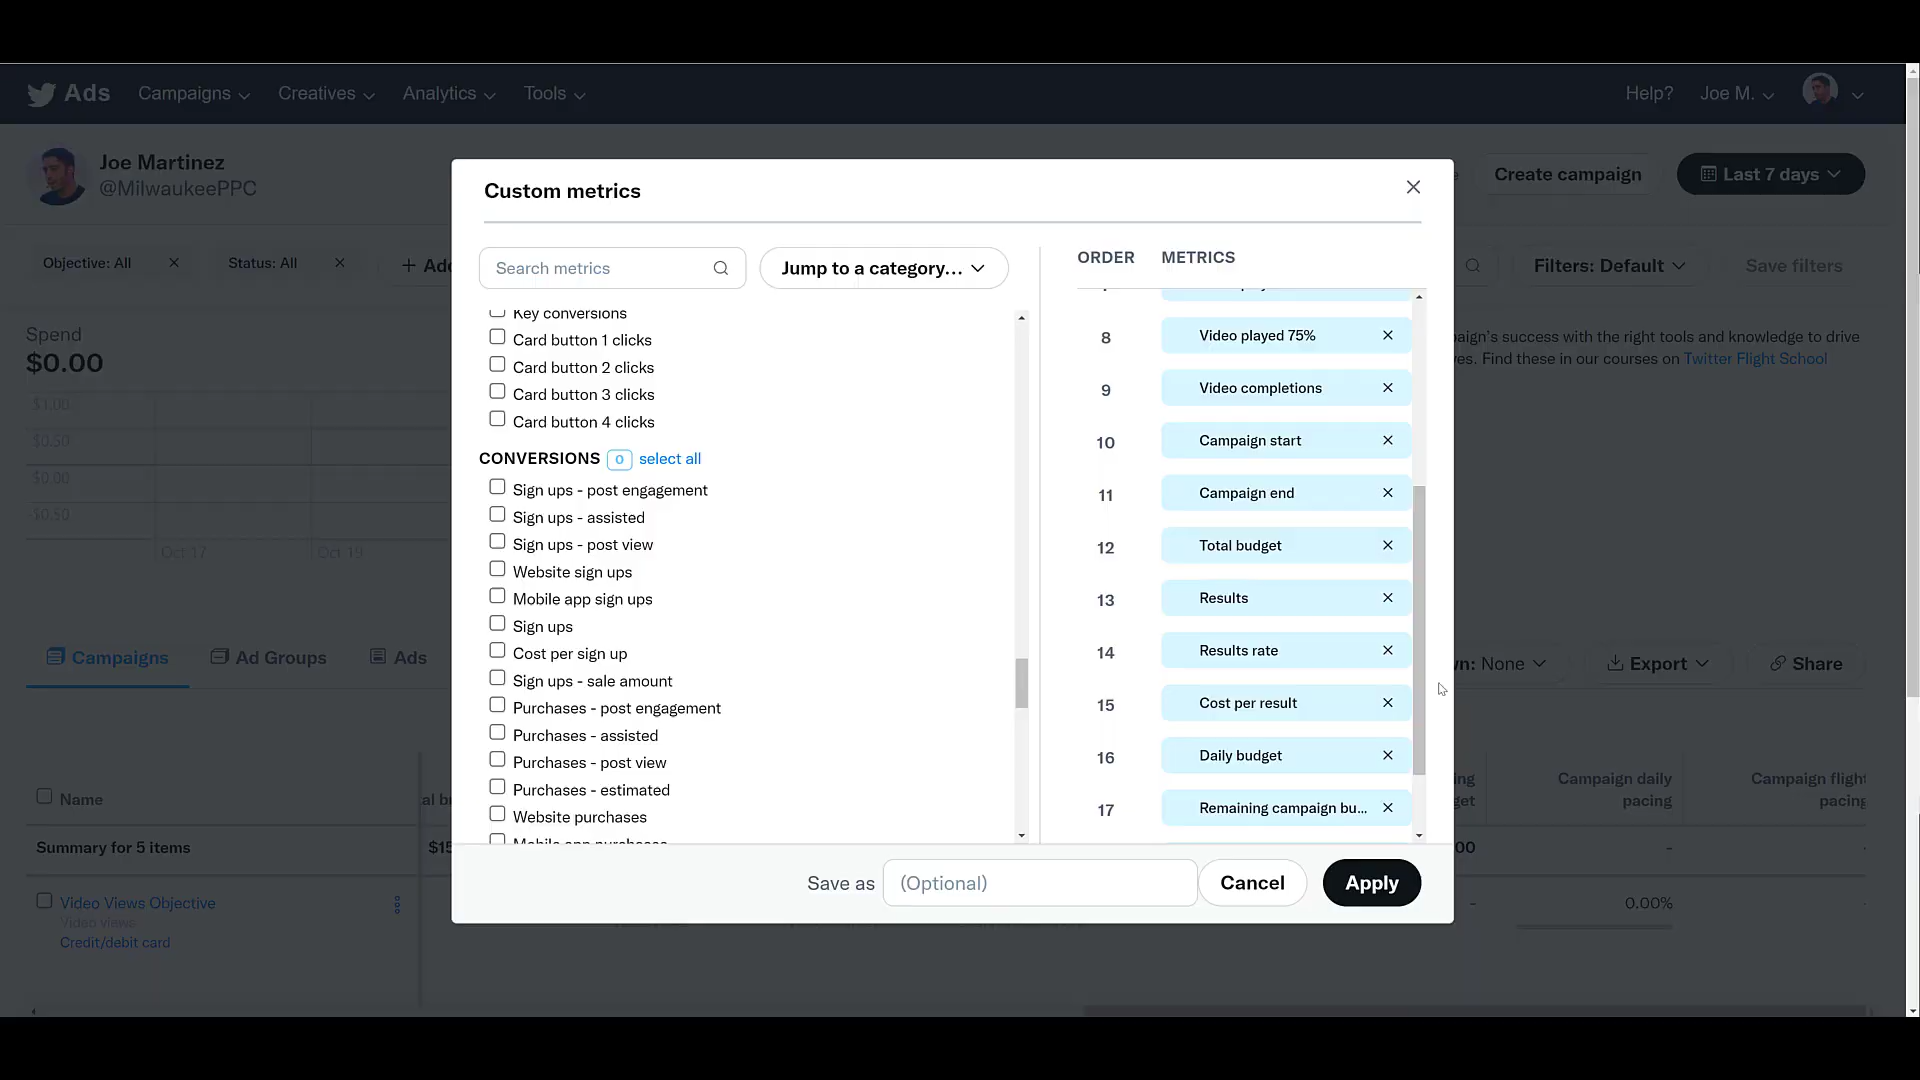 Ads
Campaigns
Creatives
Analytics
Tools
Help?
Joe M.
Joe Martinez
@MilwaukeePPC
Create campaign
Last 7 days
Objective: All
Status: All
+
Filters: Default
Save filters
Spend
$0.00
$1.00
$0.50
$0.00
-$0.50
Oct 17
Oct 19
success with the right tools and knowledge to drive
Find these in our courses on Twitter Flight School
Campaigns
Ad Groups
Ads
None
Export
Share
Name
Campaign daily
pacing
Campaign flight
pacing
Summary for 5 items
-
Video Views Objective
Video views
Credit/debit card
-
0.00%
Custom metrics
Search metrics
Jump to a category...
Key conversions
Card button 1 clicks
Card button 2 clicks
Card button 3 clicks
Card button 4 clicks
CONVERSIONS 0 select all
Sign ups - post engagement
Sign ups - assisted
Sign ups - post view
Website sign ups
Mobile app sign ups
Sign ups
Cost per sign up
Sign ups - sale amount
Purchases - post engagement
Purchases - assisted
Purchases - post view
Purchases - estimated
Website purchases
Mobile app purchases
ORDER METRICS
8 Video played 75%
9 Video completions
10 Campaign start
11 Campaign end
12 Total budget
13 Results
14 Results rate
15 Cost per result
16 Daily budget
17 Remaining campaign bu...
Save as
(Optional)
Cancel
Apply